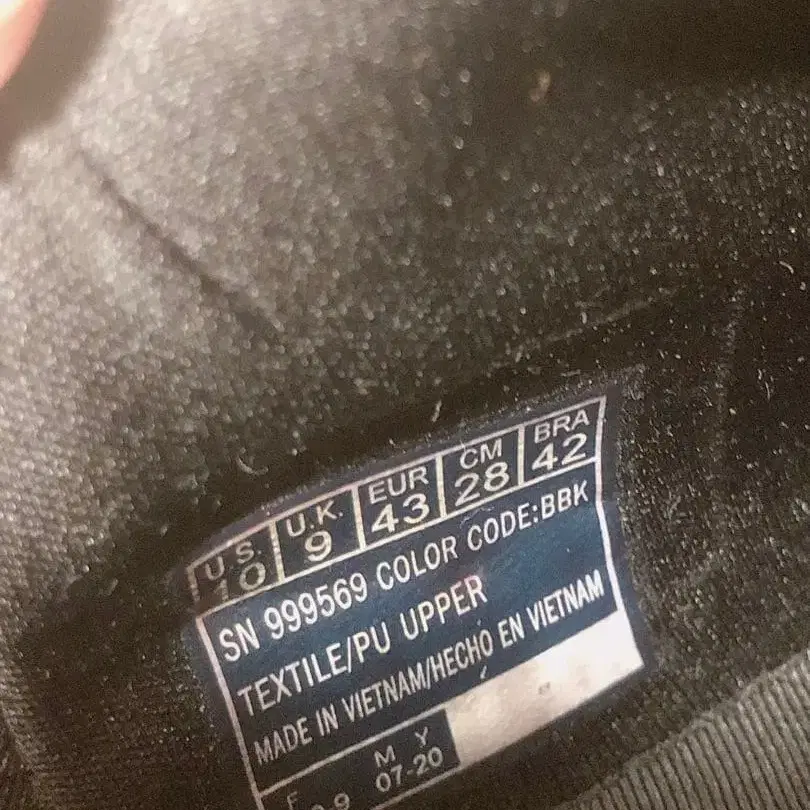 U.S. U.K. EUR CM BRA
10 9 43 28 42
SN 999569 COLOR CODE:BBK
TEXTILE/PU UPPER
MADE IN VIETNAM/HECHO EN VIETNAM
F M Y
07-20